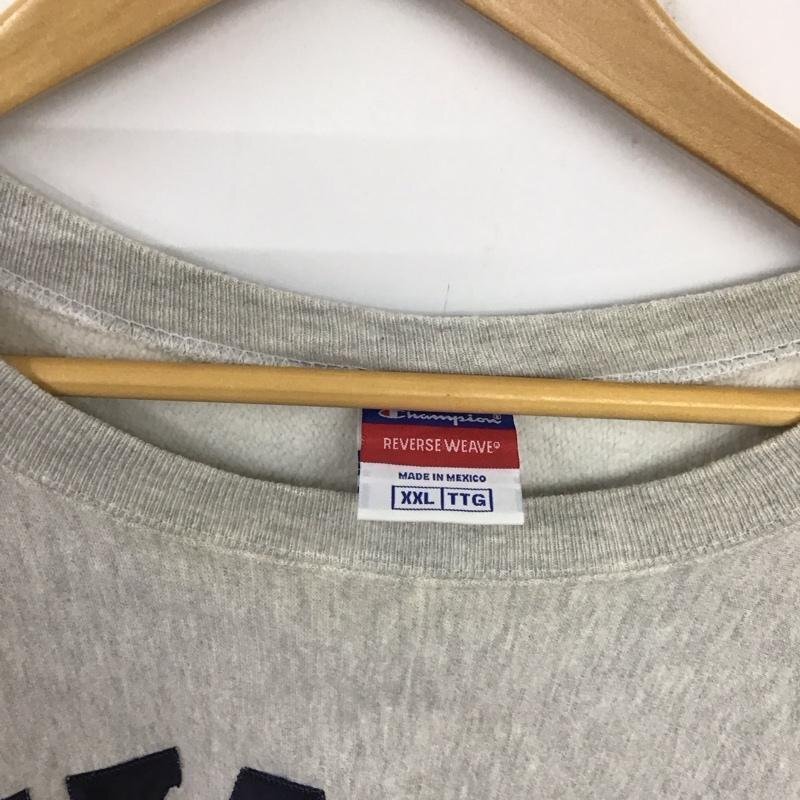 Champion®
REVERSE WEAVE®
MADE IN MEXICO
XXL TTG